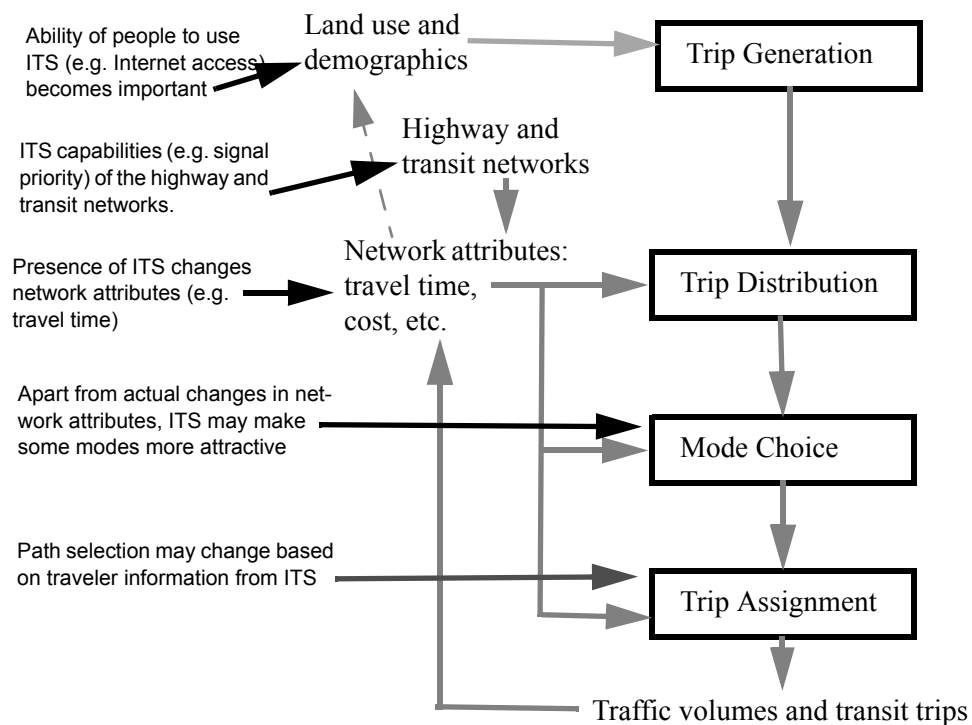 Ability of people to use
ITS (e.g. Internet access)
becomes important
Land use and
demographics
Trip Generation
ITS capabilities (e.g. signal
priority) of the highway and
transit networks.
Highway and
transit networks
Presence of ITS changes
network attributes (e.g.
travel time)
Network attributes:
travel time,
cost, etc.
Trip Distribution
Apart from actual changes in net-
work attributes, ITS may make
some modes more attractive
Mode Choice
Path selection may change based
on traveler information from ITS
Trip Assignment
Traffic volumes and transit trips